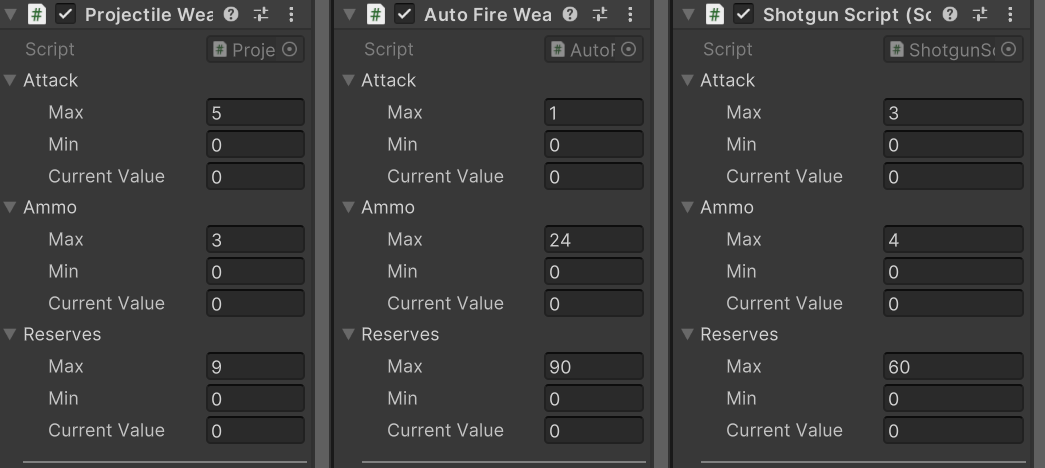 Projectile Wea
Script
Proje
Attack
Max 5
Min 0
Current Value 0
Ammo
Max 3
Min 0
Current Value 0
Reserves
Max 9
Min 0
Current Value 0
Auto Fire Wea
Script
AutoF
Attack
Max 1
Min 0
Current Value 0
Ammo
Max 24
Min 0
Current Value 0
Reserves
Max 90
Min 0
Current Value 0
Shotgun Script (Sc
Script
ShotgunSc
Attack
Max 3
Min 0
Current Value 0
Ammo
Max 4
Min 0
Current Value 0
Reserves
Max 60
Min 0
Current Value 0